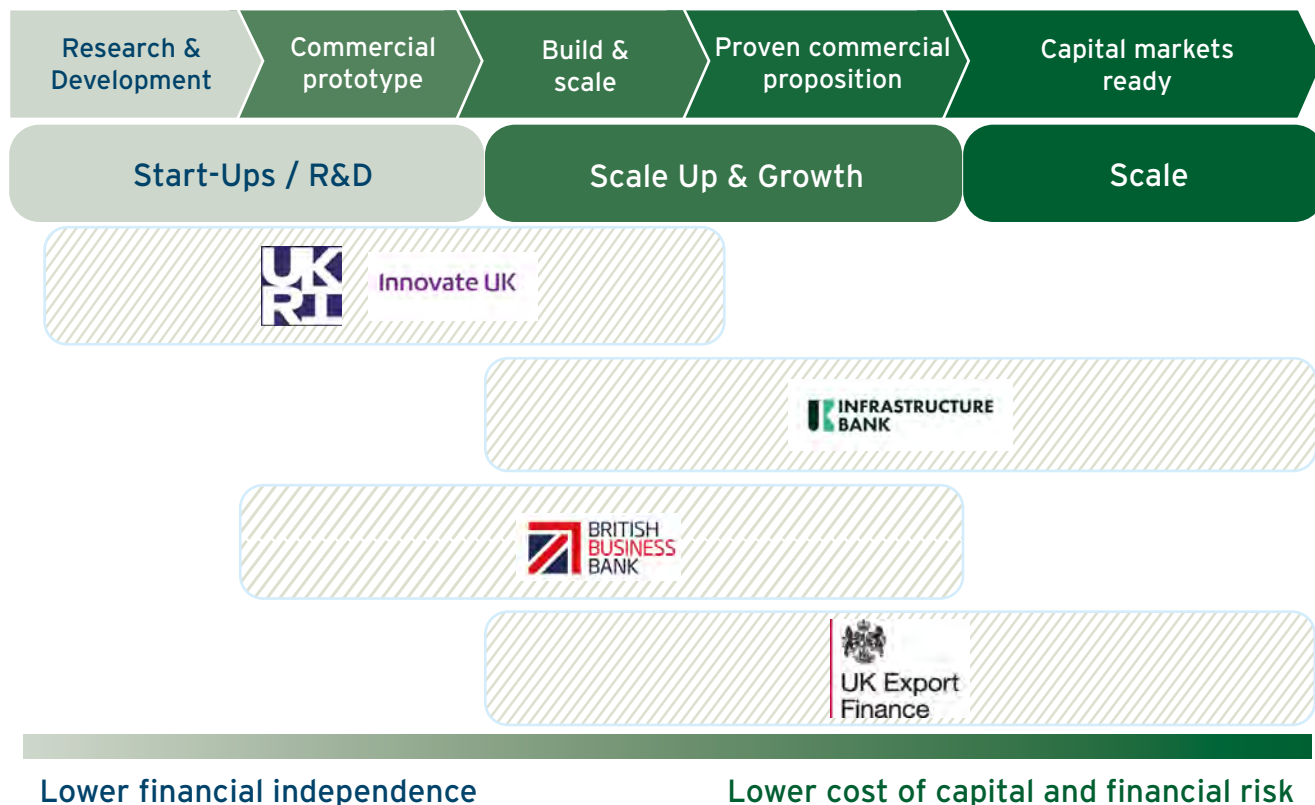 Research &
Development
Commercial
prototype
Build &
scale
Proven commercial
proposition
Capital markets
ready
Start-Ups / R&D
Scale Up & Growth
Scale
UK
RI
Innovate UK
UK INFRASTRUCTURE
BANK
BRITISH
BUSINESS
BANK
UK Export
Finance
Lower financial independence
Lower cost of capital and financial risk